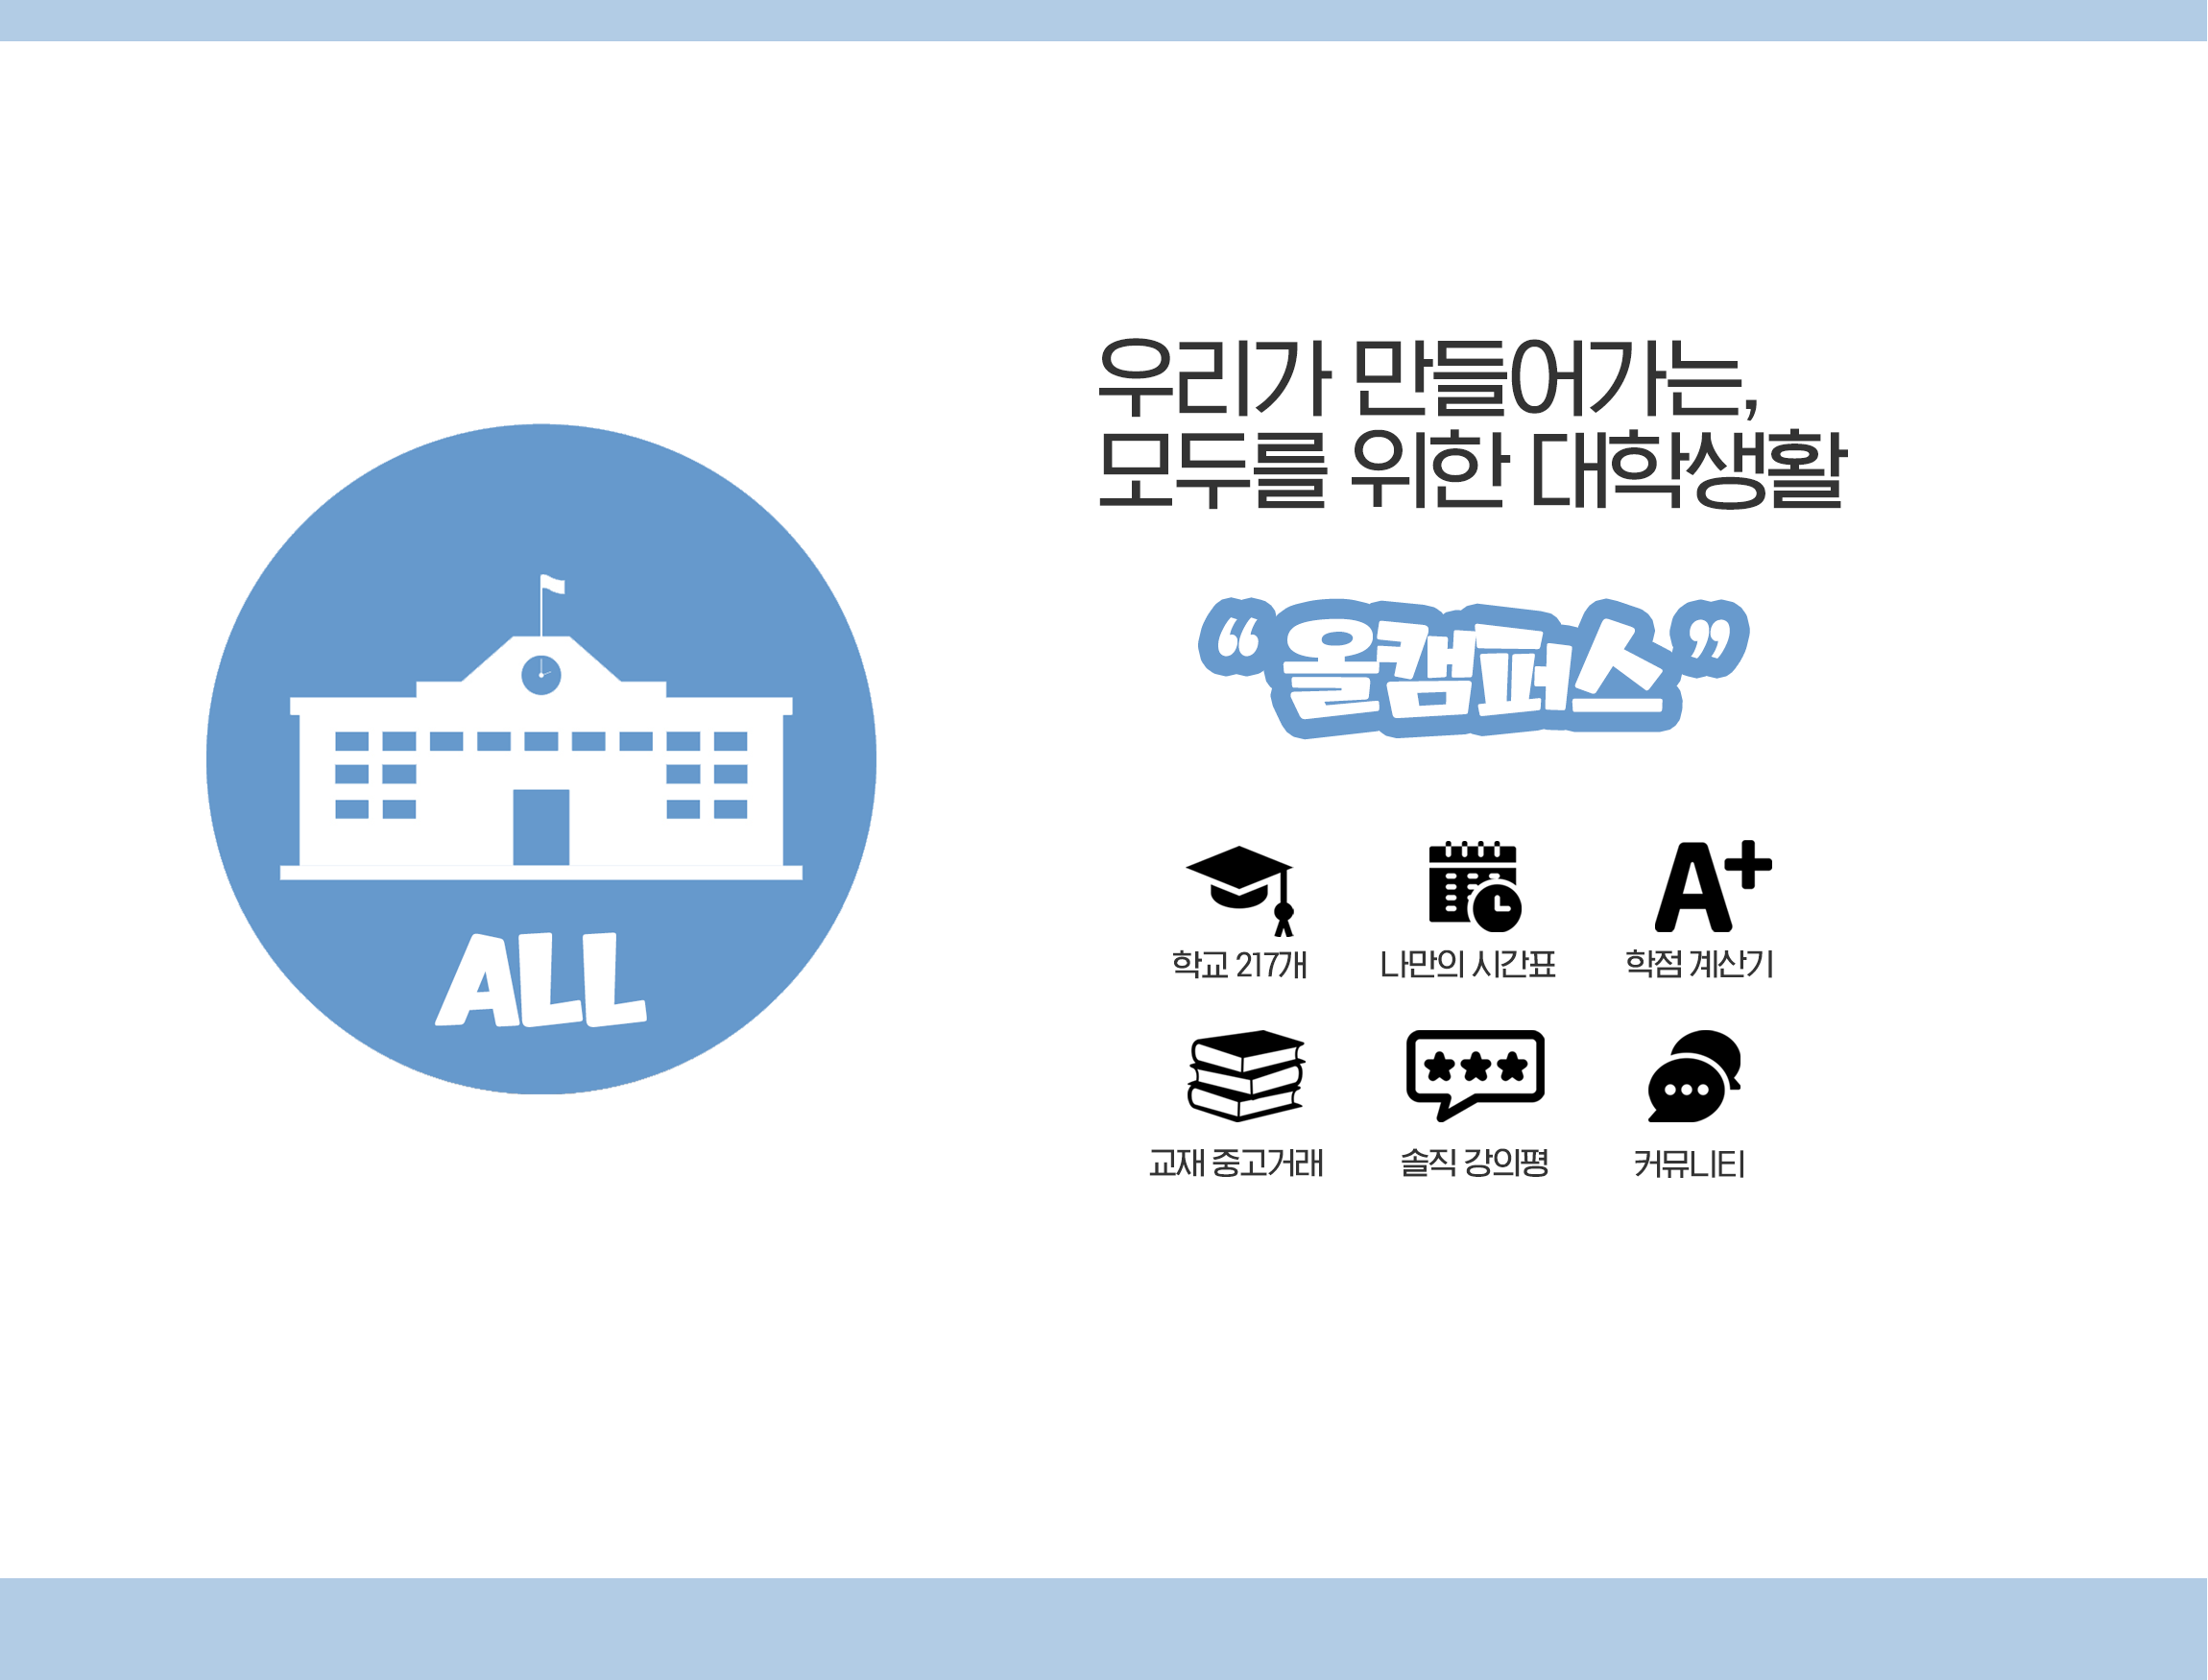 우리가 만들어가는,
모두를 위한 대학생활
“올캠퍼스”
ALL
학교 217개
나만의 시간표
학점 계산기
교재 중고거래
솔직 강의평
커뮤니티